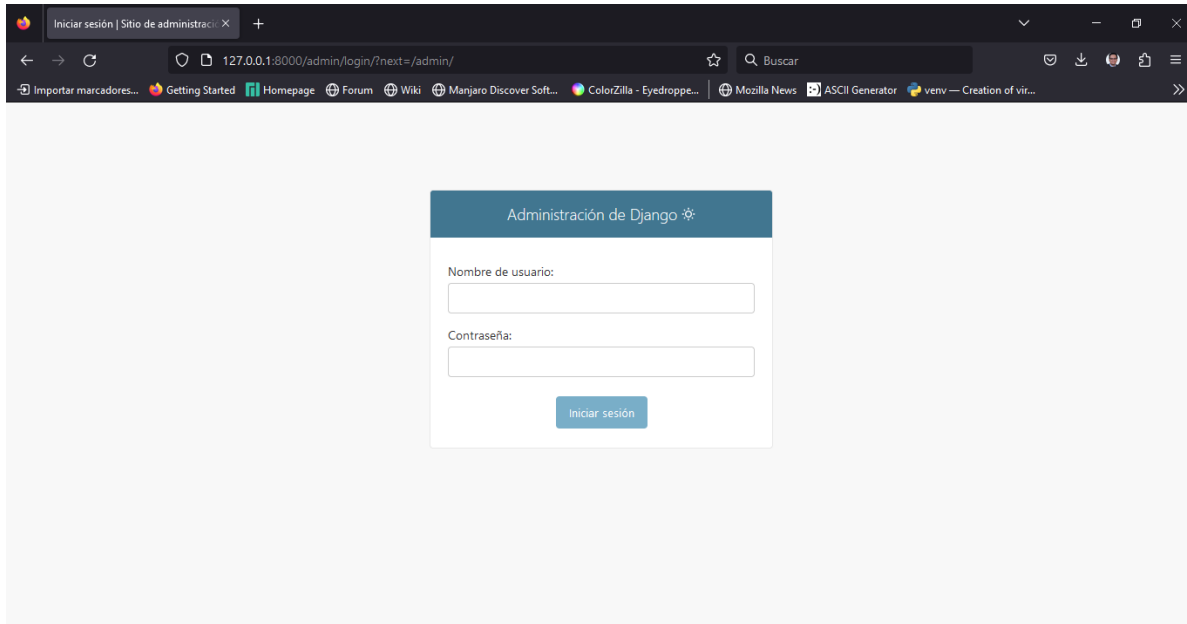 Iniciar sesión | Sitio de administració
127.0.0.1:8000/admin/login/?next=/admin/
Buscar
Importar marcadores... Getting Started Homepage Forum Wiki Manjaro Discover Soft... ColorZilla - Eyedroppe... Mozilla News ASCII Generator venv — Creation of vir...
Administración de Django
Nombre de usuario:
Contraseña:
Iniciar sesión